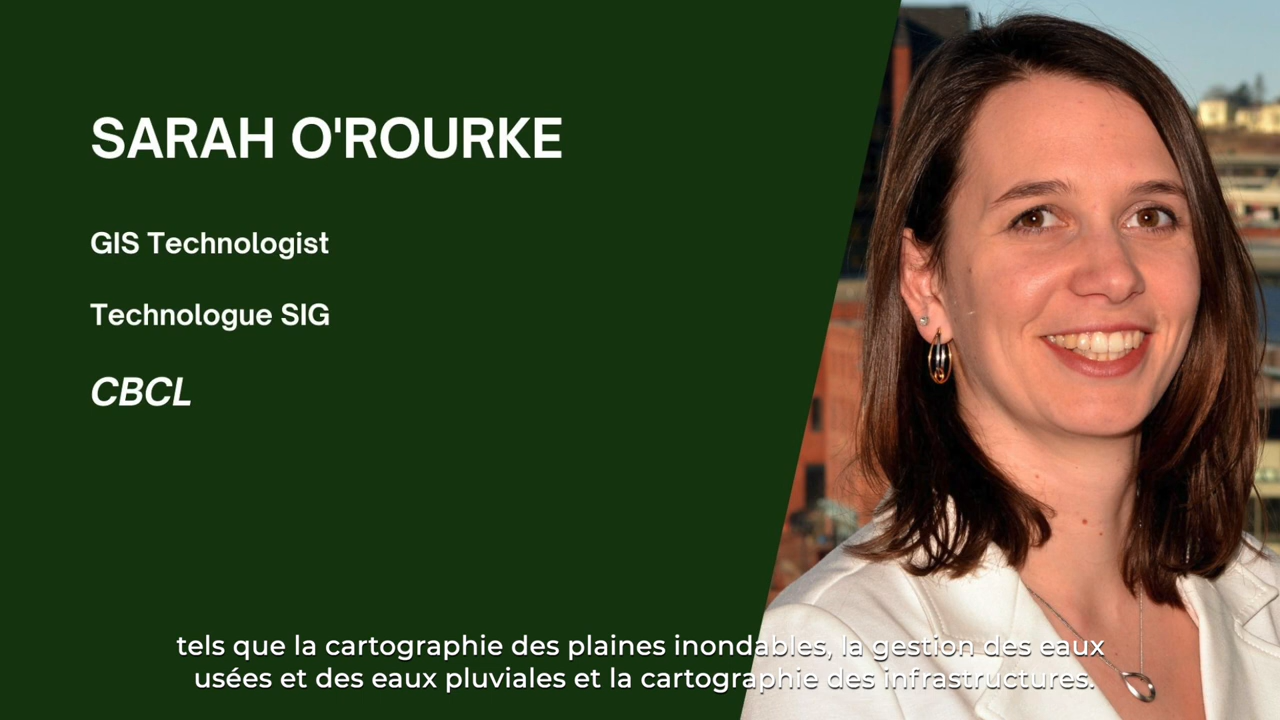 SARAH O'ROURKE
GIS Technologist
Technologue SIG
CBCL
tels que la cartographie des plaines inondables, la gestion des eaux
usées et des eaux pluviales et la cartographie des infrastructures.